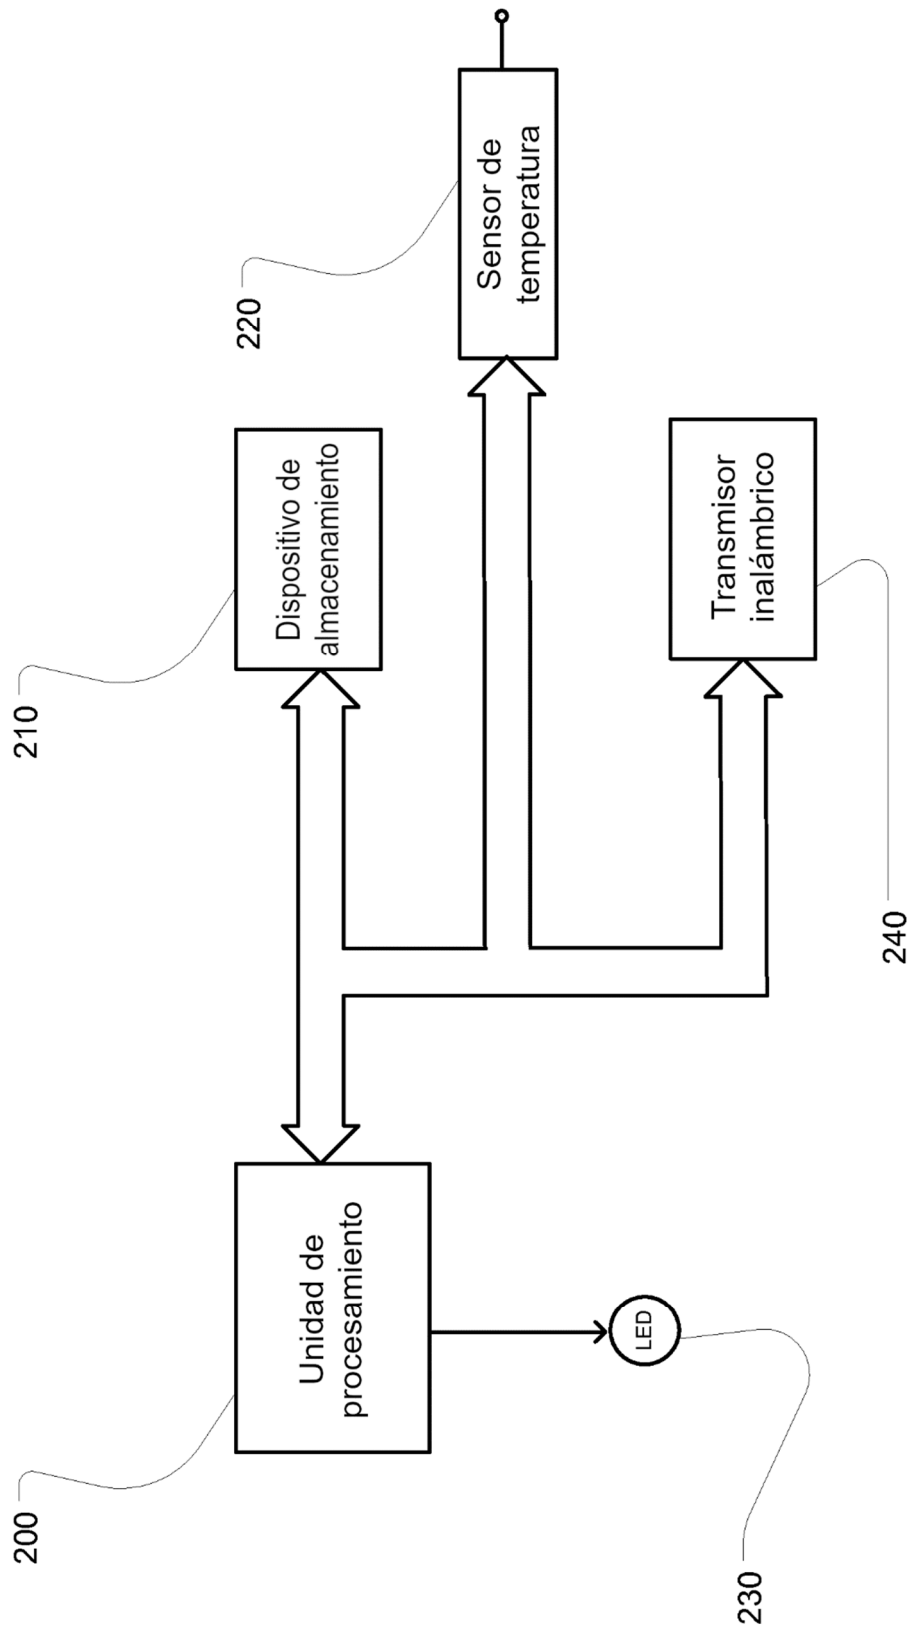 200
210
220
Unidad de
procesamiento
Dispositivo de
almacenamiento
Sensor de
temperatura
LED
Transmisor
inalámbrico
230
240